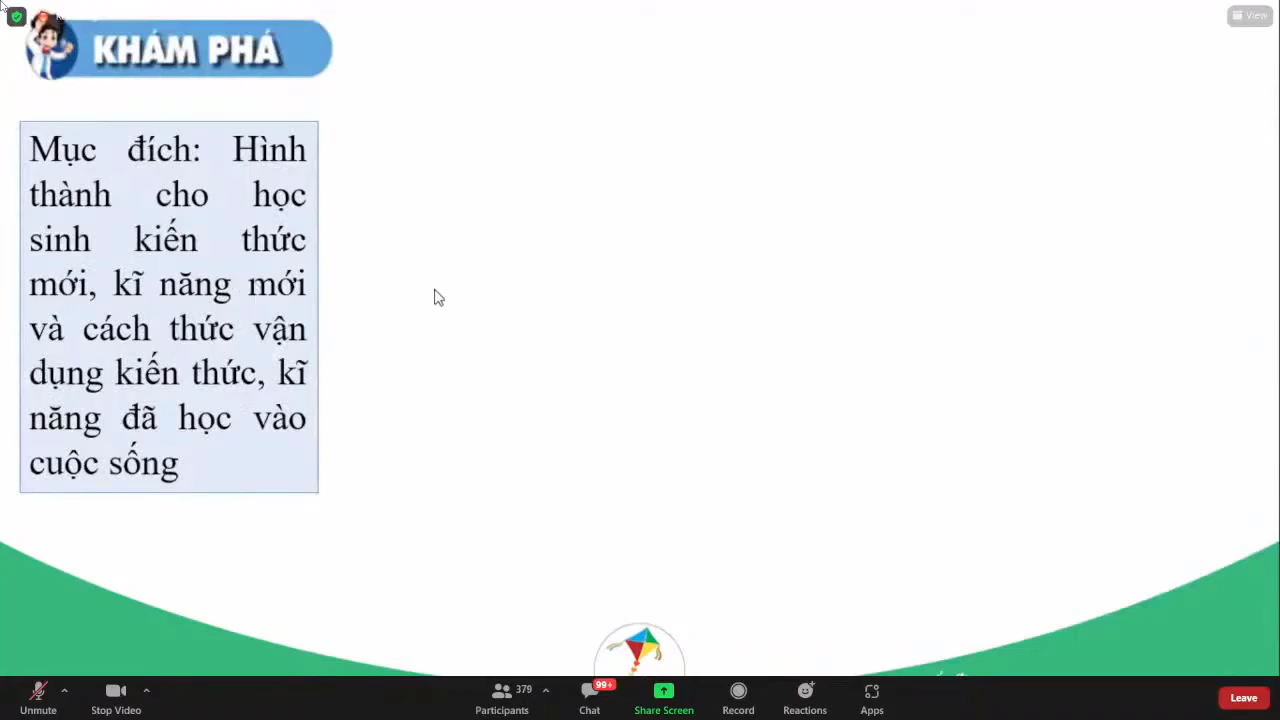 View
KHÁM PHÁ
Mục đích: Hình
thành cho học
sinh kiến thức
mới, kĩ năng mới
và cách thức vận
dụng kiến thức, kĩ
năng đã học vào
cuộc sống
379
99+
Unmute
Stop Video
Participants
Chat
Share Screen
Record
Reactions
Apps
Leave